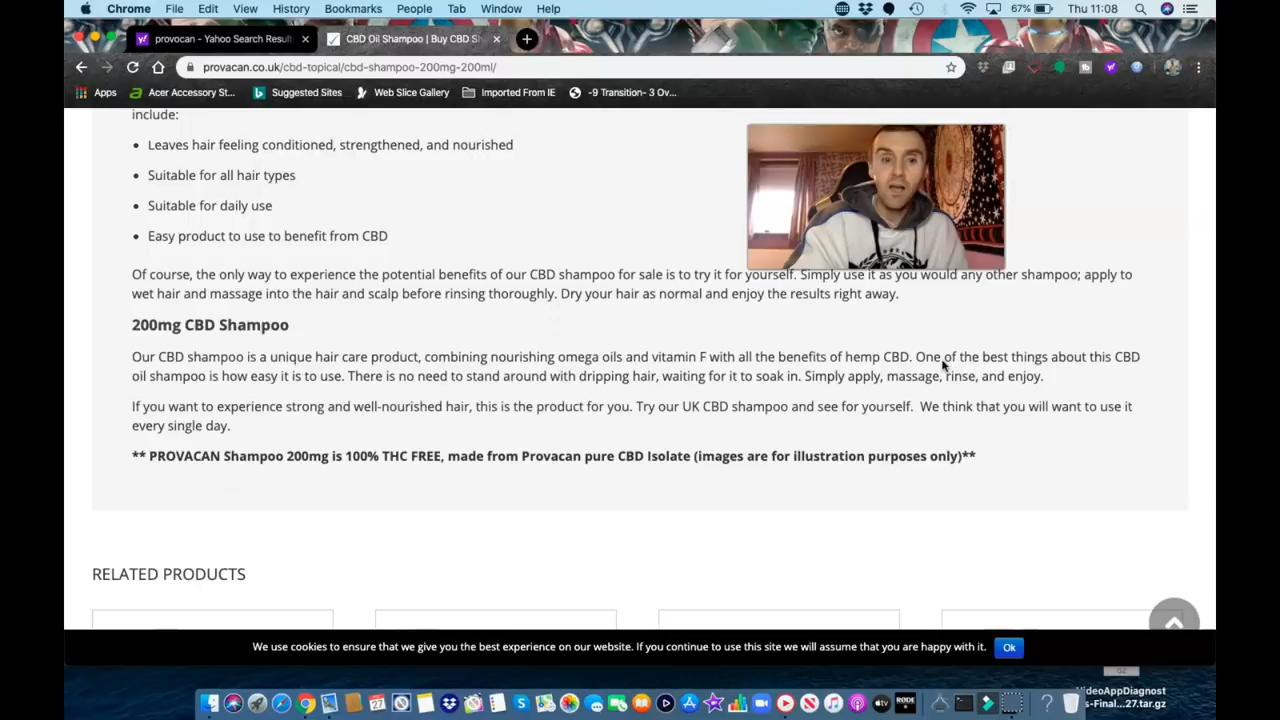 Chrome File Edit View History Bookmarks People Tab Window Help 67% Thu 11:08
provocan - Yahoo Search Result
CBD Oil Shampoo | Buy CBD Sh
provacan.co.uk/cbd-topical/cbd-shampoo-200mg-200ml/
Apps Acer Accessory St... Suggested Sites Web Slice Gallery Imported From IE -9 Transition- 3 Ov...
include:
• Leaves hair feeling conditioned, strengthened, and nourished
• Suitable for all hair types
• Suitable for daily use
• Easy product to use to benefit from CBD
Of course, the only way to experience the potential benefits of our CBD shampoo for sale is to try it for yourself. Simply use it as you would any other shampoo; apply to
wet hair and massage into the hair and scalp before rinsing thoroughly. Dry your hair as normal and enjoy the results right away.
200mg CBD Shampoo
Our CBD shampoo is a unique hair care product, combining nourishing omega oils and vitamin F with all the benefits of hemp CBD. One of the best things about this CBD
oil shampoo is how easy it is to use. There is no need to stand around with dripping hair, waiting for it to soak in. Simply apply, massage, rinse, and enjoy.
If you want to experience strong and well-nourished hair, this is the product for you. Try our UK CBD shampoo and see for yourself. We think that you will want to use it
every single day.
** PROVACAN Shampoo 200mg is 100% THC FREE, made from Provacan pure CBD Isolate (images are for illustration purposes only)**
RELATED PRODUCTS
We use cookies to ensure that we give you the best experience on our website. If you continue to use this site we will assume that you are happy with it. Ok
RØDE
VideoAppDiagnost
s-Final...27.tar.gz